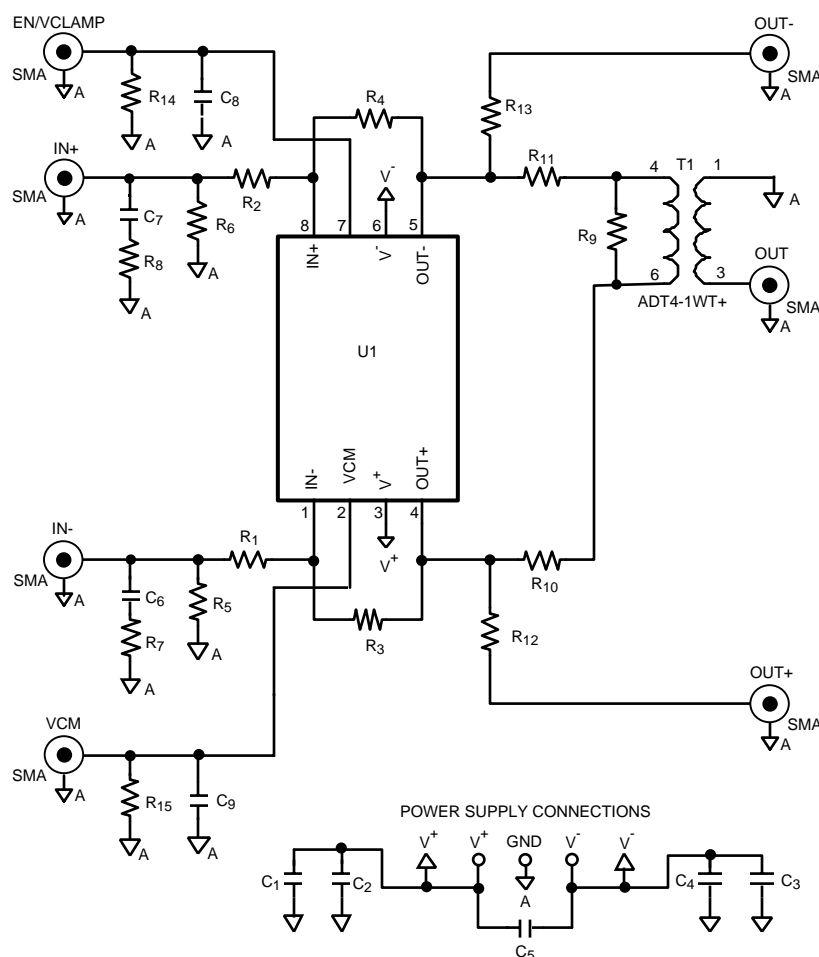 EN/VCLAMP
OUT-
SMA
A
R14
A
C8
A
R4
R13
SMA
A
IN+
SMA
A
C7
R8
A
R6
A
R2
V-
R11
R9
4
T1
1
A
6
3
ADT4-1WT+
OUT
SMA
A
8
7
6
5
IN+
V-
OUT-
U1
IN-
VCM
V+
OUT+
1
2
3
4
V+
IN-
SMA
A
R1
C6
R7
A
R5
A
R3
R10
R12
OUT+
SMA
A
VCM
SMA
A
R15
A
C9
A
POWER SUPPLY CONNECTIONS
V+
V+
GND
V-
V-
C1
C2
A
C4
C3
C5